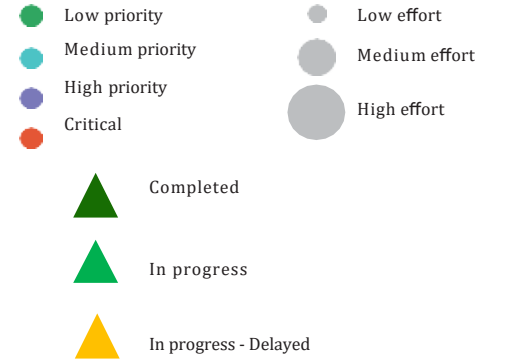 Low priority
Medium priority
High priority
Critical
Low effort
Medium effort
High effort
Completed
In progress
In progress - Delayed